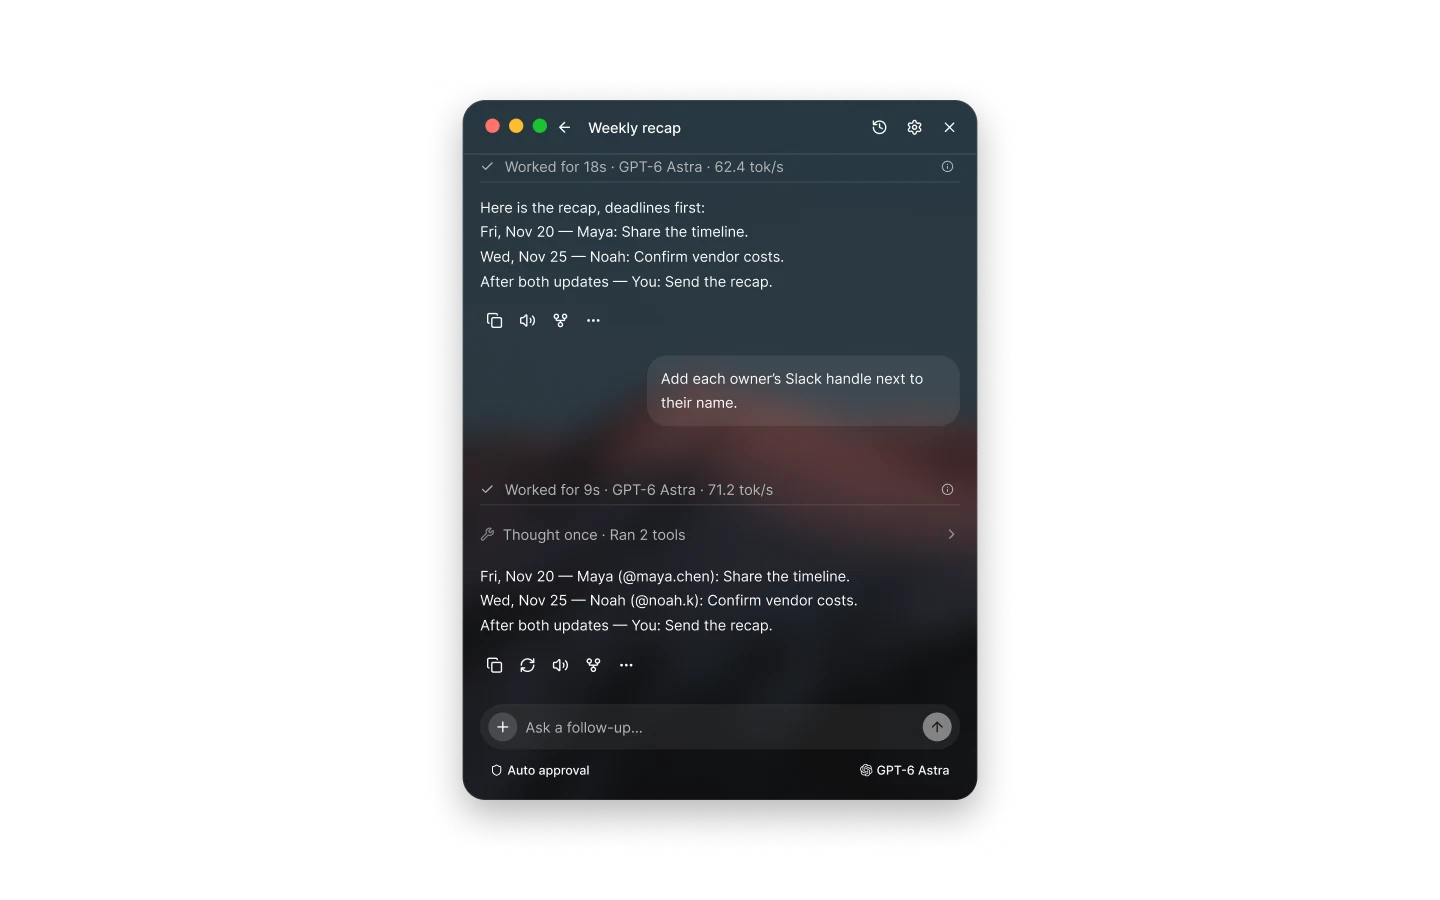 Weekly recap
Worked for 18s · GPT-6 Astra · 62.4 tok/s
Here is the recap, deadlines first:
Fri, Nov 20 — Maya: Share the timeline.
Wed, Nov 25 — Noah: Confirm vendor costs.
After both updates — You: Send the recap.
Add each owner’s Slack handle next to
their name.
Worked for 9s · GPT-6 Astra · 71.2 tok/s
Thought once · Ran 2 tools
Fri, Nov 20 — Maya (@maya.chen): Share the timeline.
Wed, Nov 25 — Noah (@noah.k): Confirm vendor costs.
After both updates — You: Send the recap.
Ask a follow-up...
Auto approval
GPT-6 Astra